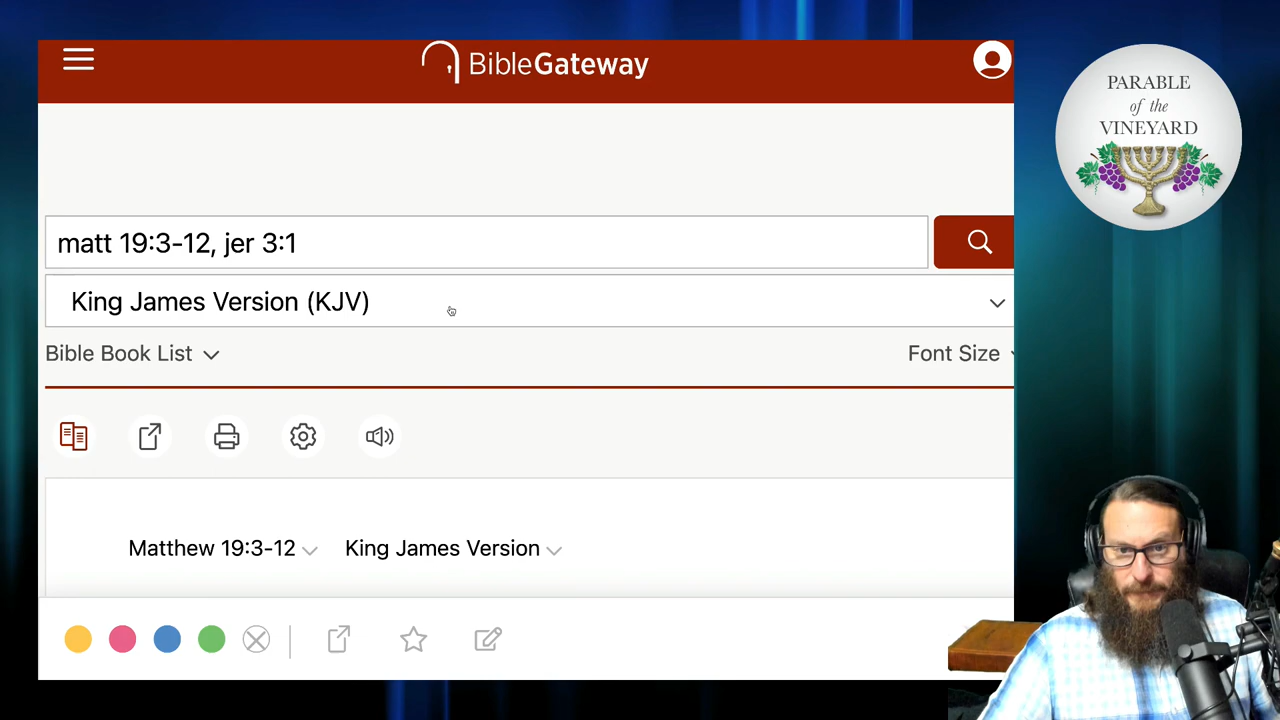 BibleGateway
PARABLE
of the
VINEYARD
matt 19:3-12, jer 3:1
King James Version (KJV)
Bible Book List
Font Size
Matthew 19:3-12 King James Version